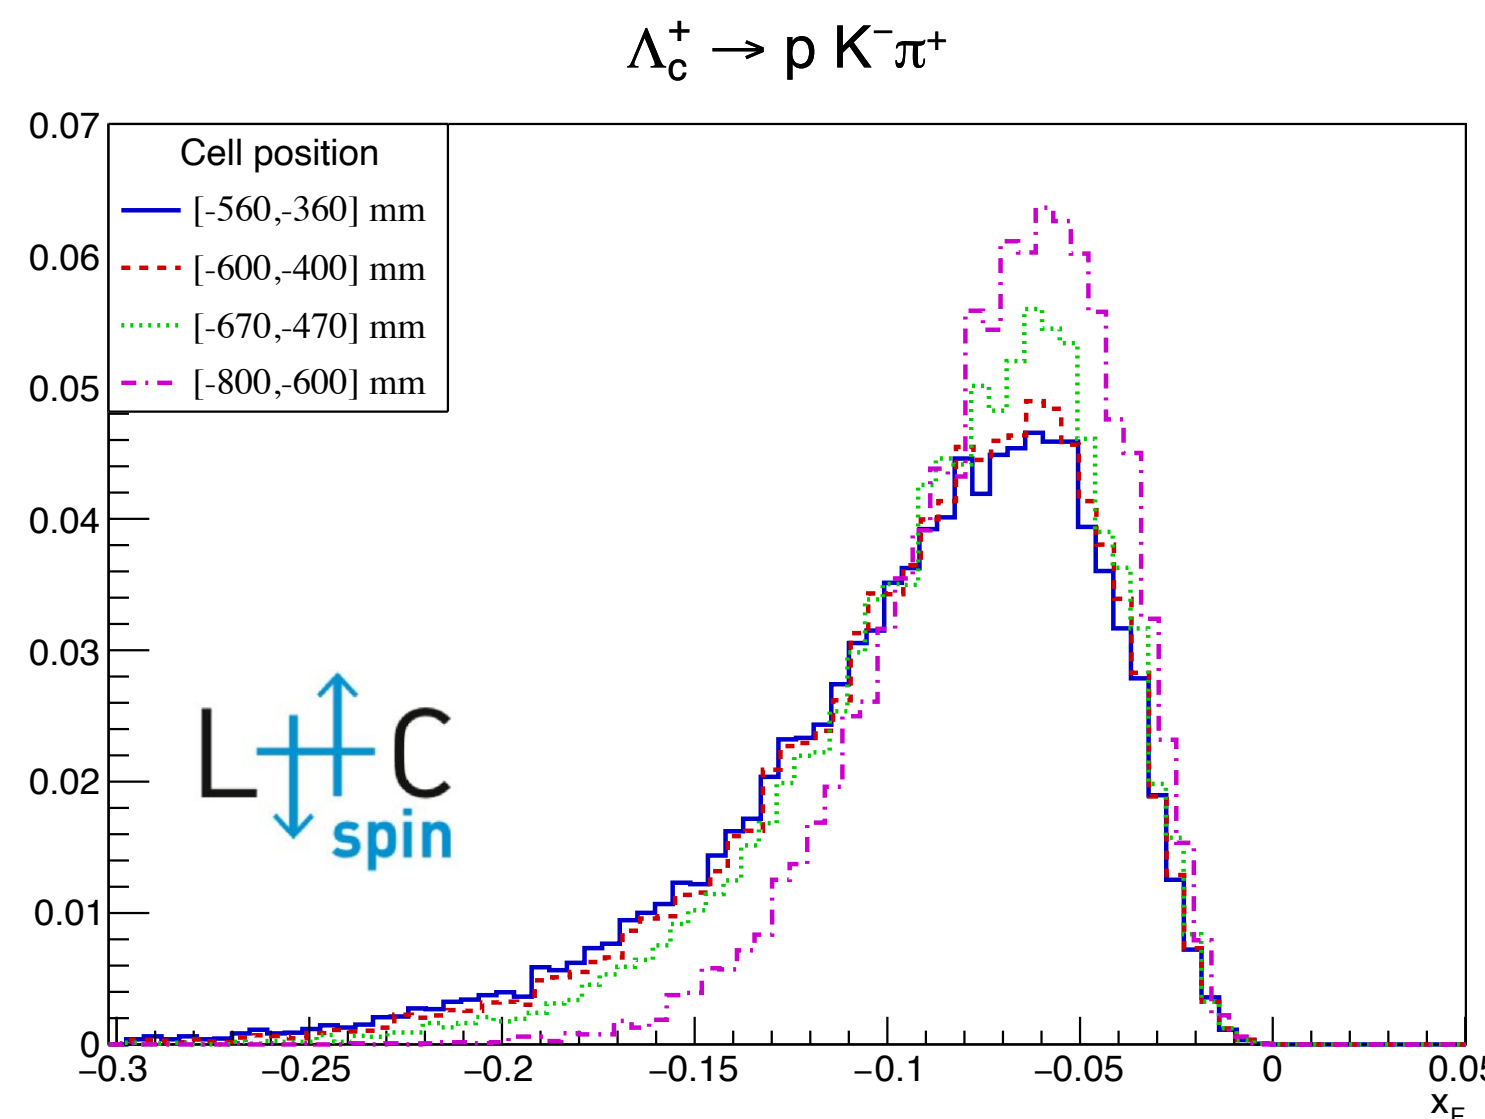 Λc+ → p K−π+
0.07
Cell position
[-560,-360] mm
[-600,-400] mm
[-670,-470] mm
[-800,-600] mm
0.06
0.05
0.04
0.03
0.02
0.01
0
LHC
spin
−0.3 −0.25 −0.2 −0.15 −0.1 −0.05 0 0.05
xF